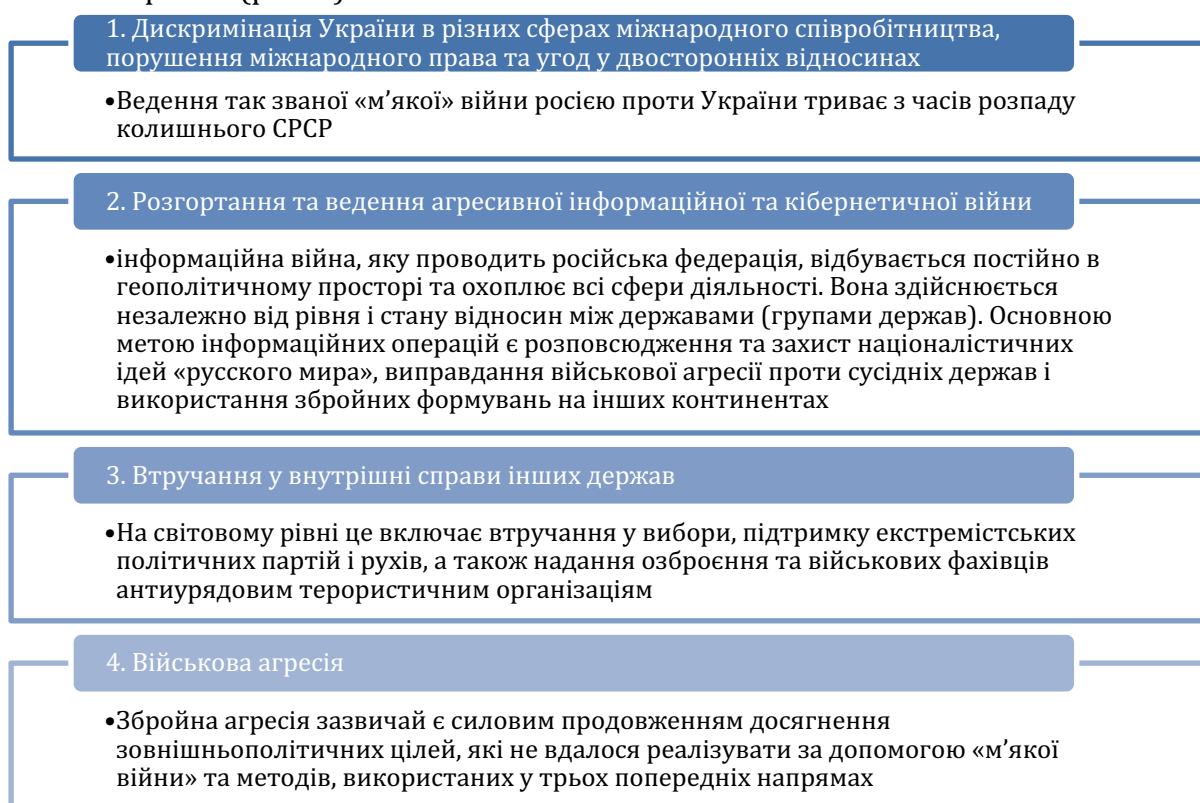 1. Дискримінація України в різних сферах міжнародного співробітництва,
порушення міжнародного права та угод у двосторонніх відносинах
•Ведення так званої «м’якої» війни росією проти України триває з часів розпаду
колишнього СРСР
2. Розгортання та ведення агресивної інформаційної та кібернетичної війни
•інформаційна війна, яку проводить російська федерація, відбувається постійно в
геополітичному просторі та охоплює всі сфери діяльності. Вона здійснюється
незалежно від рівня і стану відносин між державами (групами держав). Основною
метою інформаційних операцій є розповсюдження та захист націоналістичних
ідей «русского мира», виправдання військової агресії проти сусідніх держав і
використання збройних формувань на інших континентах
3. Втручання у внутрішні справи інших держав
•На світовому рівні це включає втручання у вибори, підтримку екстремістських
політичних партій і рухів, а також надання озброєння та військових фахівців
антиурядовим терористичним організаціям
4. Військова агресія
•Збройна агресія зазвичай є силовим продовженням досягнення
зовнішньополітичних цілей, які не вдалося реалізувати за допомогою «м’якої
війни» та методів, використаних у трьох попередніх напрямах